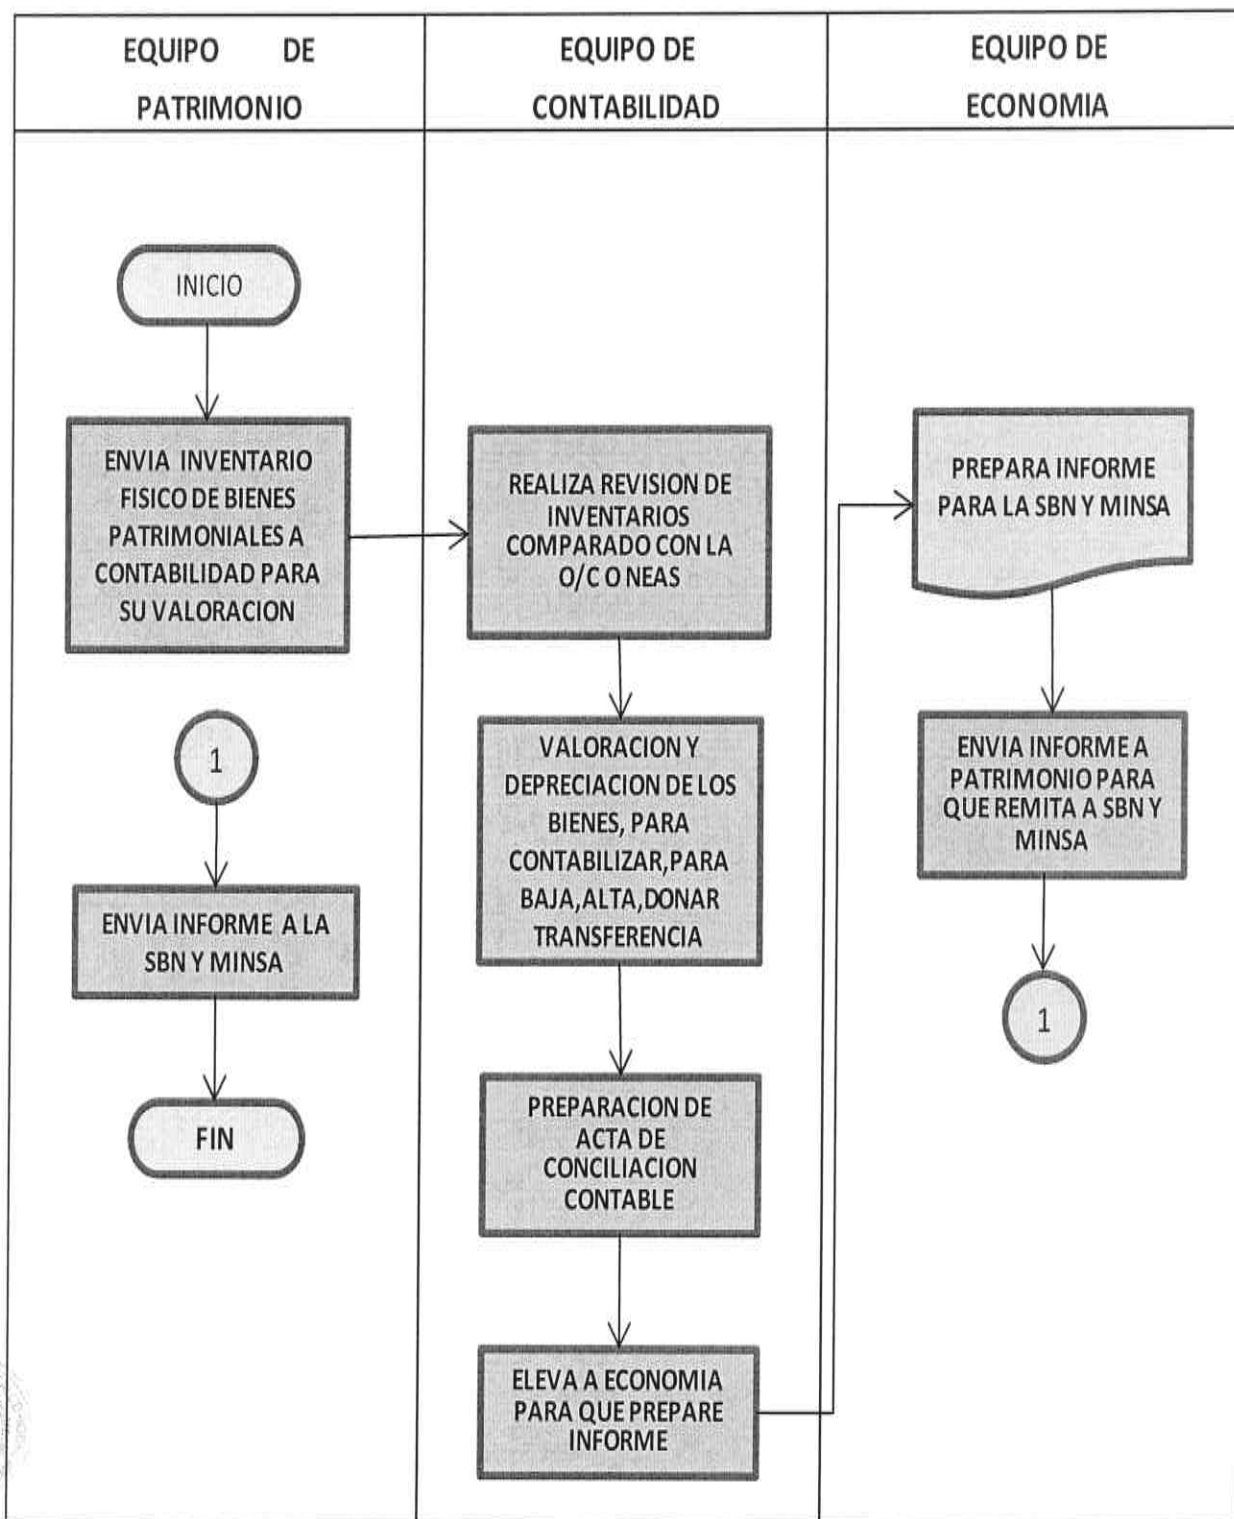 EQUIPO DE
PATRIMONIO
EQUIPO DE
CONTABILIDAD
EQUIPO DE
ECONOMIA
INICIO
ENVIA INVENTARIO
FISICO DE BIENES
PATRIMONIALES A
CONTABILIDAD PARA
SU VALORACION
1
ENVIA INFORME A LA
SBN Y MINSA
FIN
REALIZA REVISION DE
INVENTARIOS
COMPARADO CON LA
O/C O NEAS
VALORACION Y
DEPRECIACION DE LOS
BIENES, PARA
CONTABILIZAR,PARA
BAJA,ALTA,DONAR
TRANSFERENCIA
PREPARACION DE
ACTA DE
CONCILIACION
CONTABLE
ELEVA A ECONOMIA
PARA QUE PREPARE
INFORME
PREPARA INFORME
PARA LA SBN Y MINSA
ENVIA INFORME A
PATRIMONIO PARA
QUE REMITA A SBN Y
MINSA
1